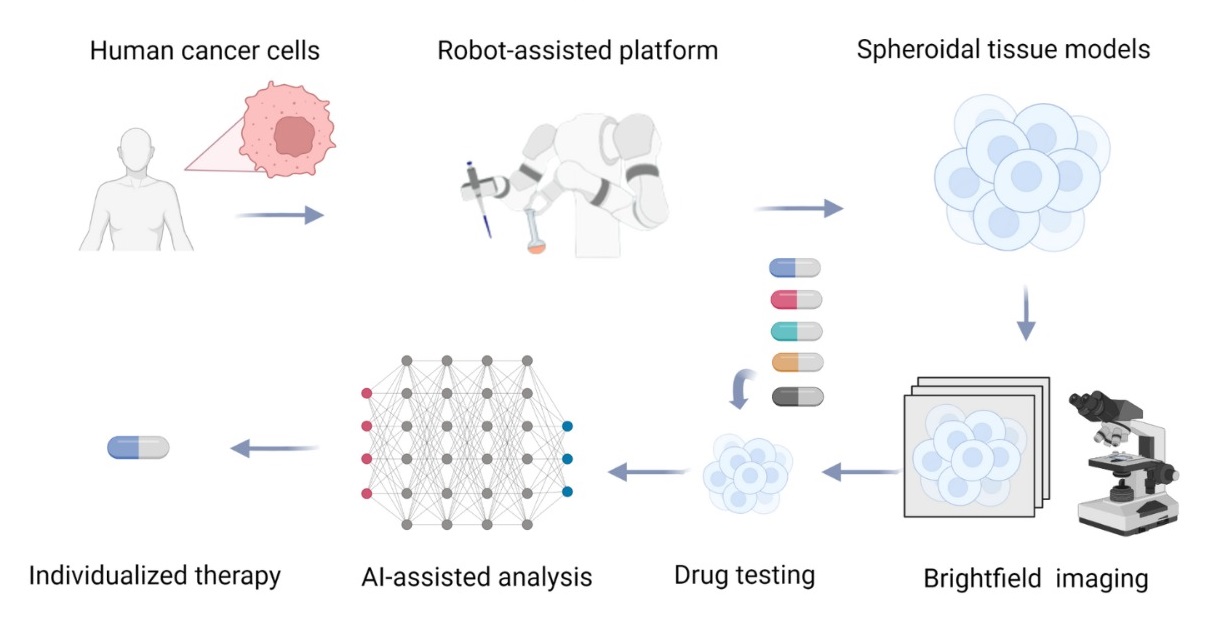 Human cancer cells
Robot-assisted platform
Spheroidal tissue models
Individualized therapy
AI-assisted analysis
Drug testing
Brightfield imaging